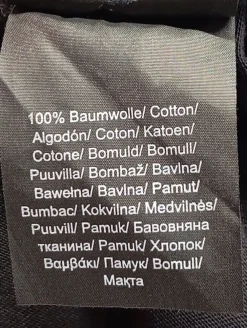 100% Baumwolle/ Cotton/
Algodón/ Coton/ Katoen/
Cotone/ Bomuld/ Bomull/
Puuvilla/ Bombaž/ Bavlna/
Bawełna/ Bavlna/ Pamut/
Bumbac/ Kokvilna/ Medvilnės/
Puuvill/ Pamuk/ Бавовняна
тканина/ Pamuk/ Хлопок/
Βαμβάκι/ Памук/ Bomull/
Мақта